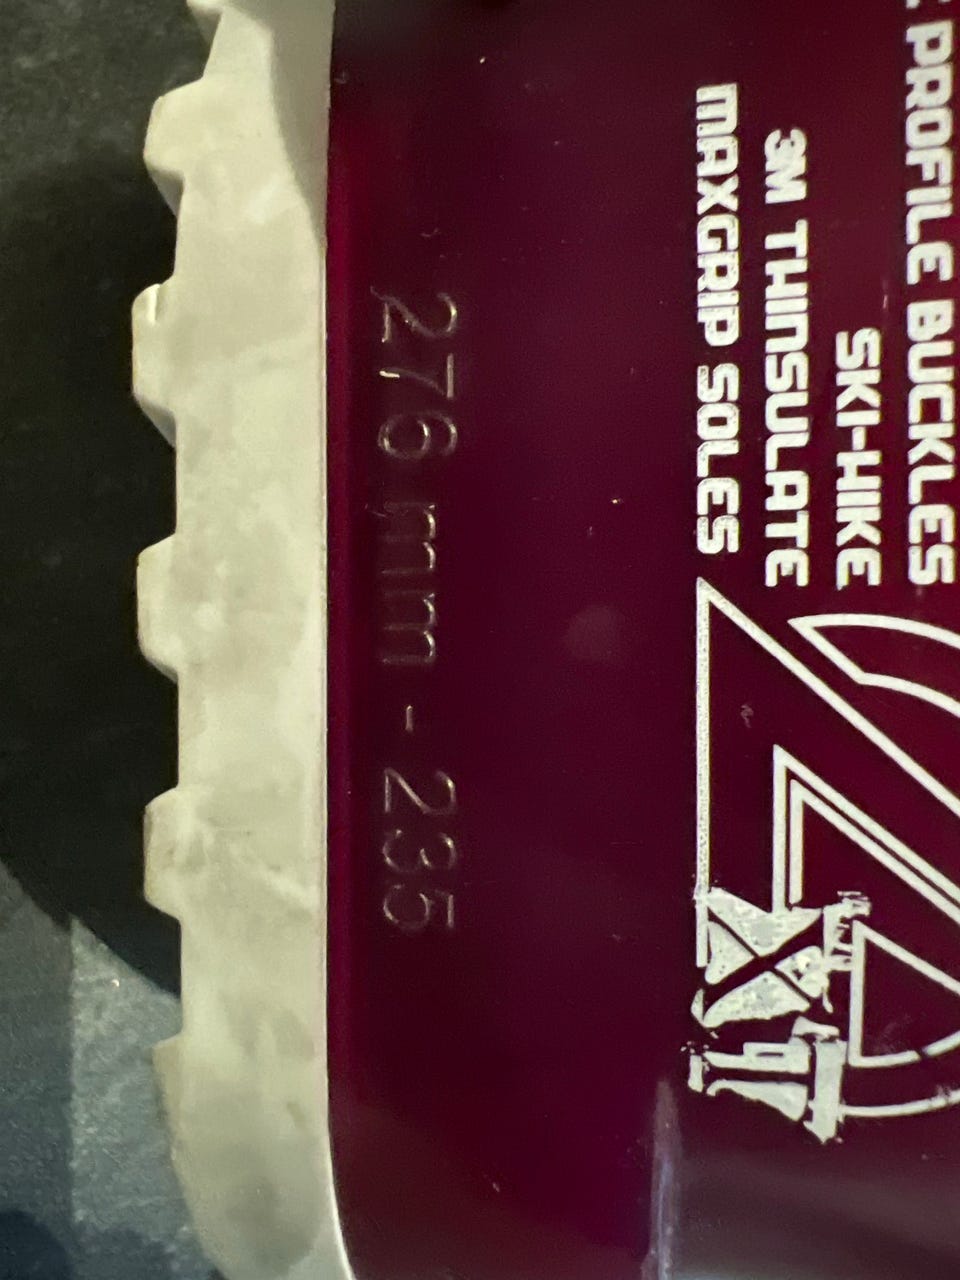 PROFILE BUCKLES
SKI-HIKE
3M THINSULATE
MAXGRIP SOLES
276 mm - 235